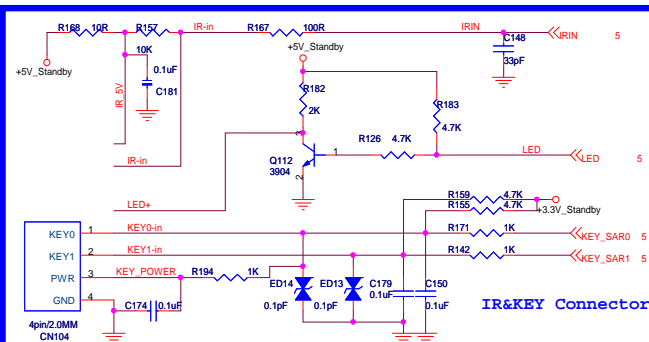 R168 10R R157 IR-in R167 100R IRIN IRIN 5
+5V_Standby
10K
0.1uF
C181
IR_5V
+5V_Standby
C148
33pF
R182
2K
R183
4.7K
IR-in
3
Q112
3904
1
2
R126 4.7K
LED LED 5
LED+
R159 4.7K
R155 4.7K
+3.3V_Standby
KEY0 1 KEY0-in R171 1K KEY_SAR0 5
KEY1 2 KEY1-in R142 1K KEY_SAR1 5
PWR 3 KEY_POWER R194 1K
GND 4
C174 0.1uF
ED14
0.1pF
ED13
0.1pF
C179
0.1uF
C150
0.1uF
4pin/2.0MM
CN104
IR&KEY Connector